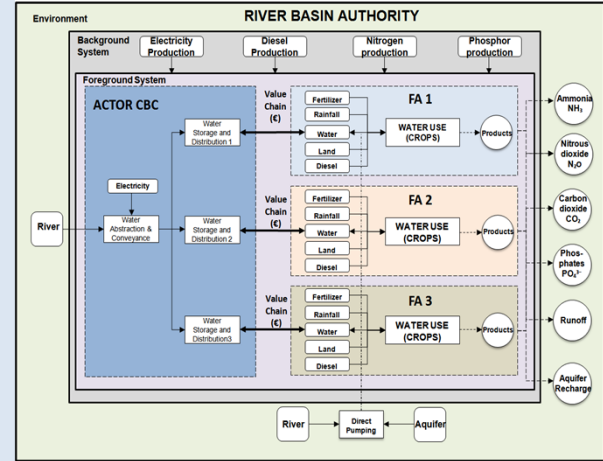 RIVER BASIN AUTHORITY
Environment
Background
System
Electricity
Production
Diesel
Production
Nitrogen
production
Phosphor
production
Foreground System
ACTOR CBC
Electricity
River
Water
Abstraction &
Conveyance
Water
Storage and
Distribution 1
Water
Storage and
Distribution 2
Water
Storage and
Distribution3
Value
Chain
(€)
FA 1
Fertilizer
Rainfall
Water
Land
Diesel
WATER USE
(CROPS)
Products
Value
Chain
(€)
FA 2
Fertilizer
Rainfall
Water
Land
Diesel
WATER USE
(CROPS)
Products
Value
Chain
(€)
FA 3
Fertilizer
Rainfall
Water
Land
Diesel
WATER USE
(CROPS)
Products
Ammonia
NH₃
Nitrous
dioxide
N₂O
Carbon
dioxide
CO₂
Phos-
phates
PO₄³⁻
Runoff
Aquifer
Recharge
River
Direct
Pumping
Aquifer